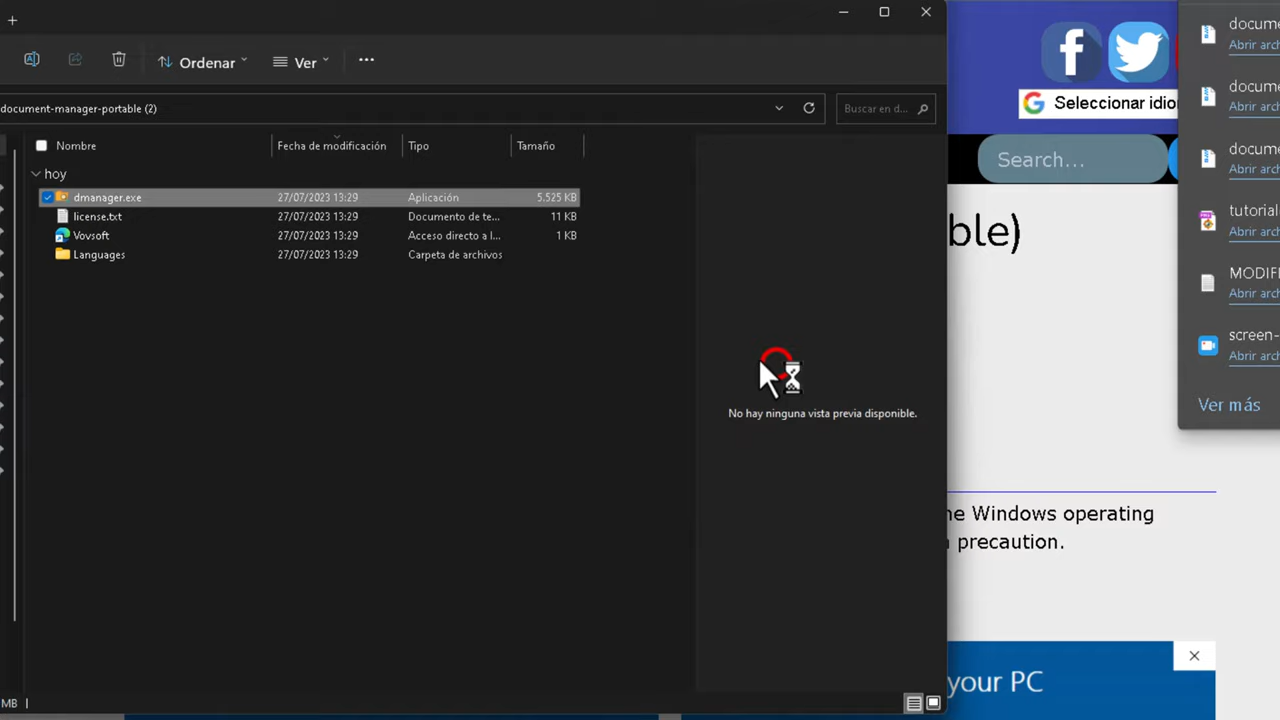 Ordenar
Ver
document-manager-portable (2)
Buscar en d...
Nombre
Fecha de modificación
Tipo
Tamaño
hoy
dmanager.exe
27/07/2023 13:29
Aplicación
5.525 KB
license.txt
27/07/2023 13:29
Documento de te...
11 KB
Vovsoft
27/07/2023 13:29
Acceso directo a l...
1 KB
Languages
27/07/2023 13:29
Carpeta de archivos
No hay ninguna vista previa disponible.
MB
Seleccionar idio
Search...
ble)
ne Windows operating
precaution.
your PC
docume
Abrir arch
docume
Abrir arch
docume
Abrir arch
tutorial
Abrir arch
MODIF
Abrir arch
screen-
Abrir arch
Ver más